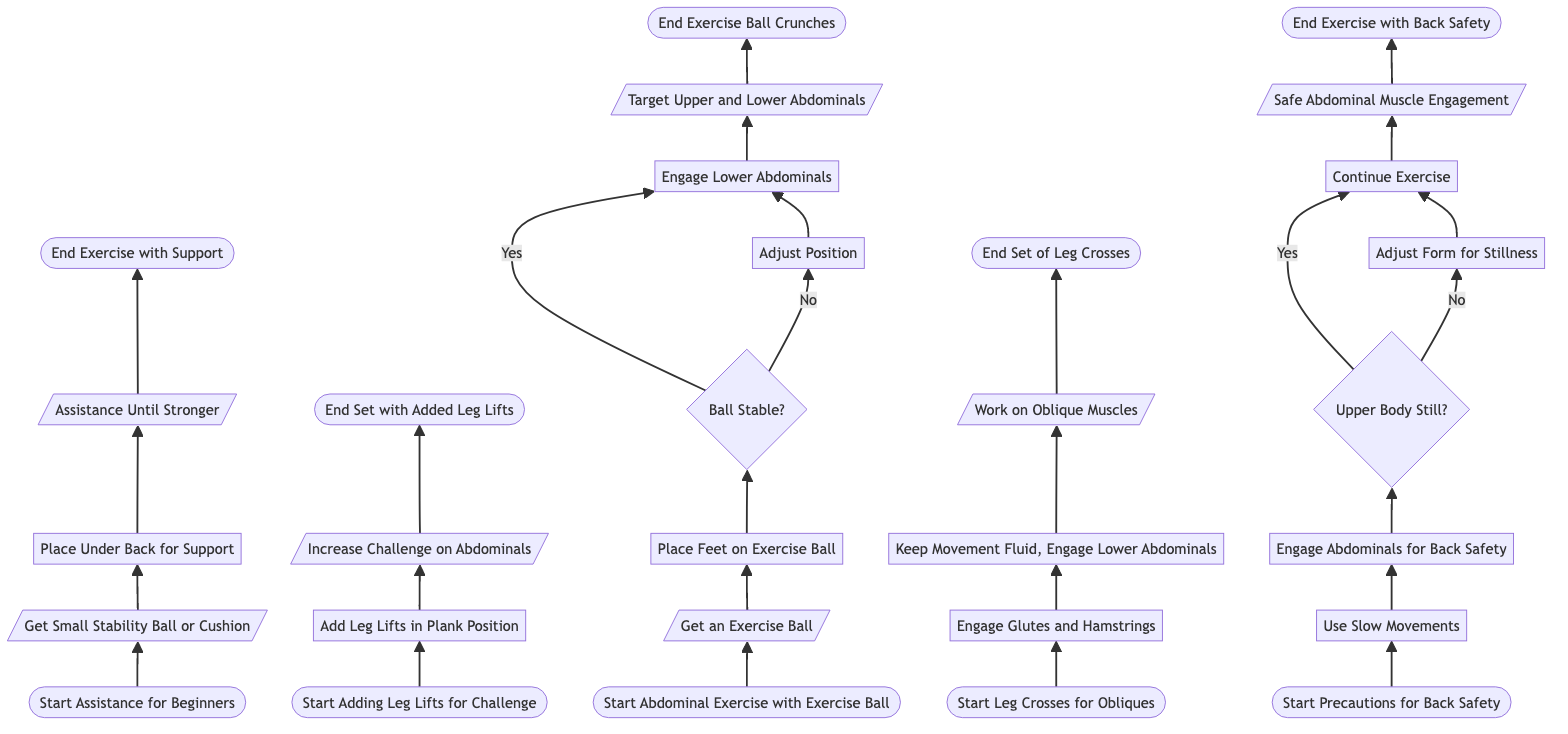 End Exercise Ball Crunches
End Exercise with Back Safety
Target Upper and Lower Abdominals
Safe Abdominal Muscle Engagement
Engage Lower Abdominals
Continue Exercise
End Exercise with Support
Yes
Adjust Position
End Set of Leg Crosses
Yes
Adjust Form for Stillness
No
No
Assistance Until Stronger
End Set with Added Leg Lifts
Ball Stable?
Work on Oblique Muscles
Upper Body Still?
Place Under Back for Support
Increase Challenge on Abdominals
Place Feet on Exercise Ball
Keep Movement Fluid, Engage Lower Abdominals
Engage Abdominals for Back Safety
Get Small Stability Ball or Cushion
Add Leg Lifts in Plank Position
Get an Exercise Ball
Engage Glutes and Hamstrings
Use Slow Movements
Start Assistance for Beginners
Start Adding Leg Lifts for Challenge
Start Abdominal Exercise with Exercise Ball
Start Leg Crosses for Obliques
Start Precautions for Back Safety